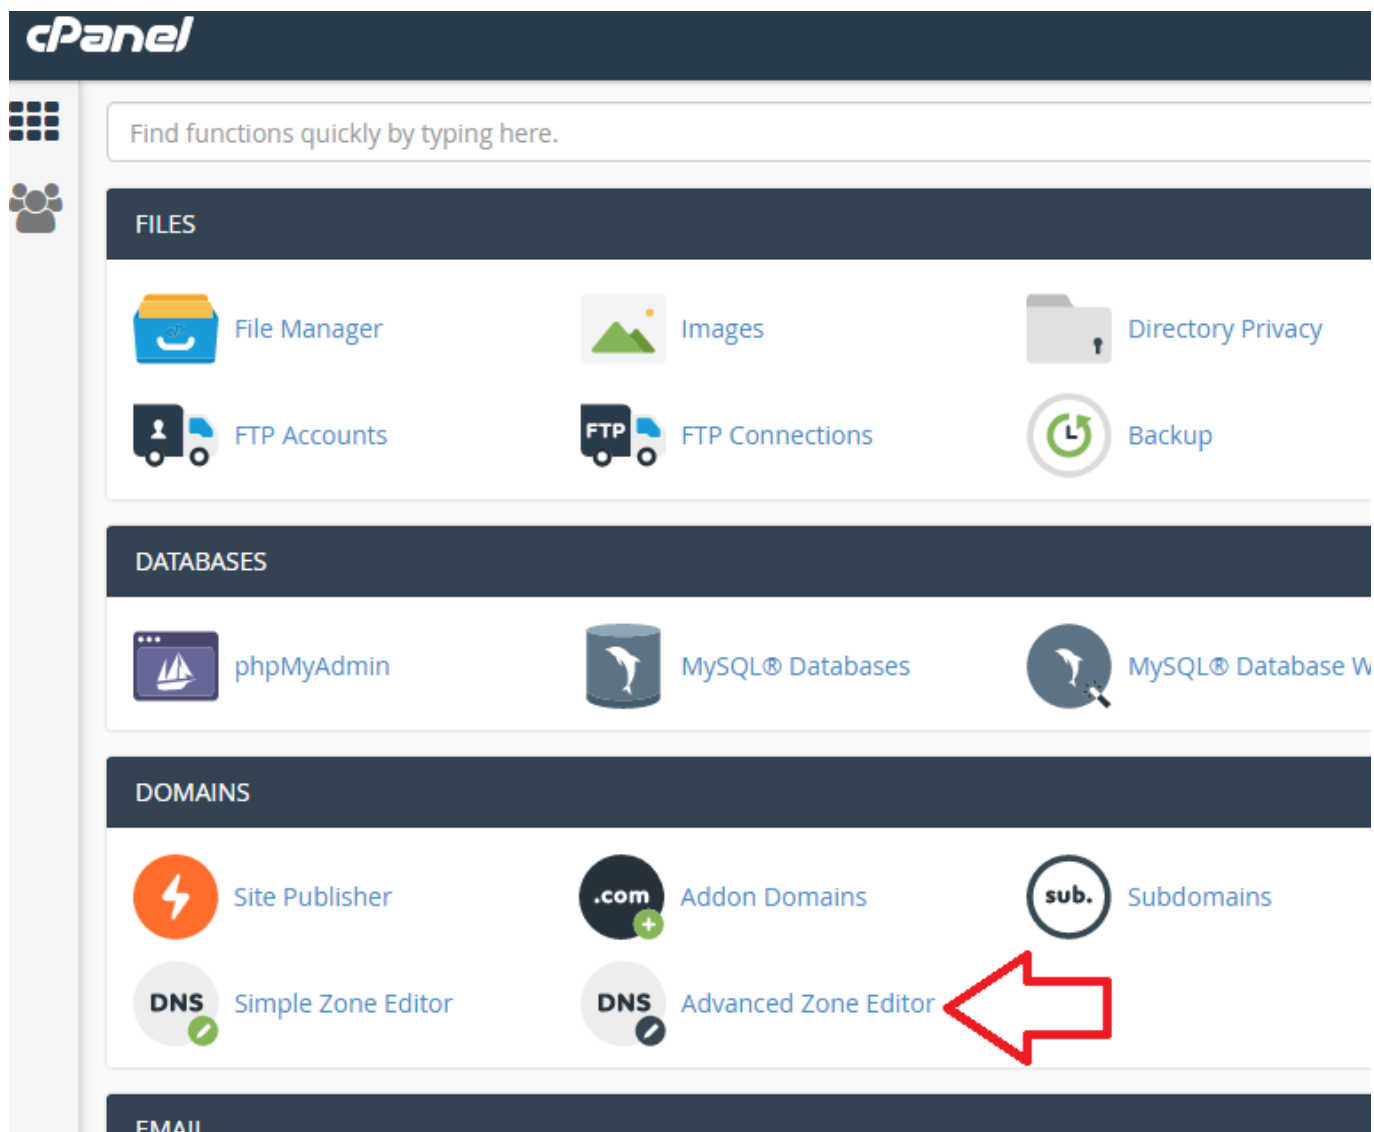 cPanel
Find functions quickly by typing here.
FILES
File Manager
Images
Directory Privacy
FTP Accounts
FTP
FTP Connections
Backup
DATABASES
phpMyAdmin
MySQL® Databases
MySQL® Database W
DOMAINS
Site Publisher
.com
Addon Domains
sub.
Subdomains
DNS
Simple Zone Editor
DNS
Advanced Zone Editor
EMAIL